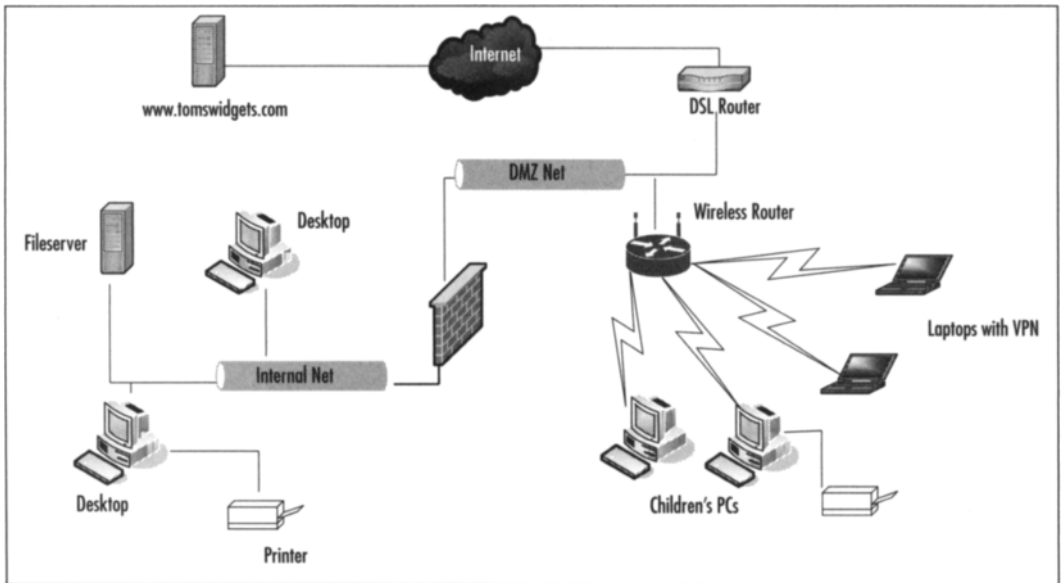 Internet
www.tomswidgets.com
DSL Router
DMZ Net
Wireless Router
Desktop
Fileserver
Laptops with VPN
Internal Net
Desktop
Children's PCs
Printer